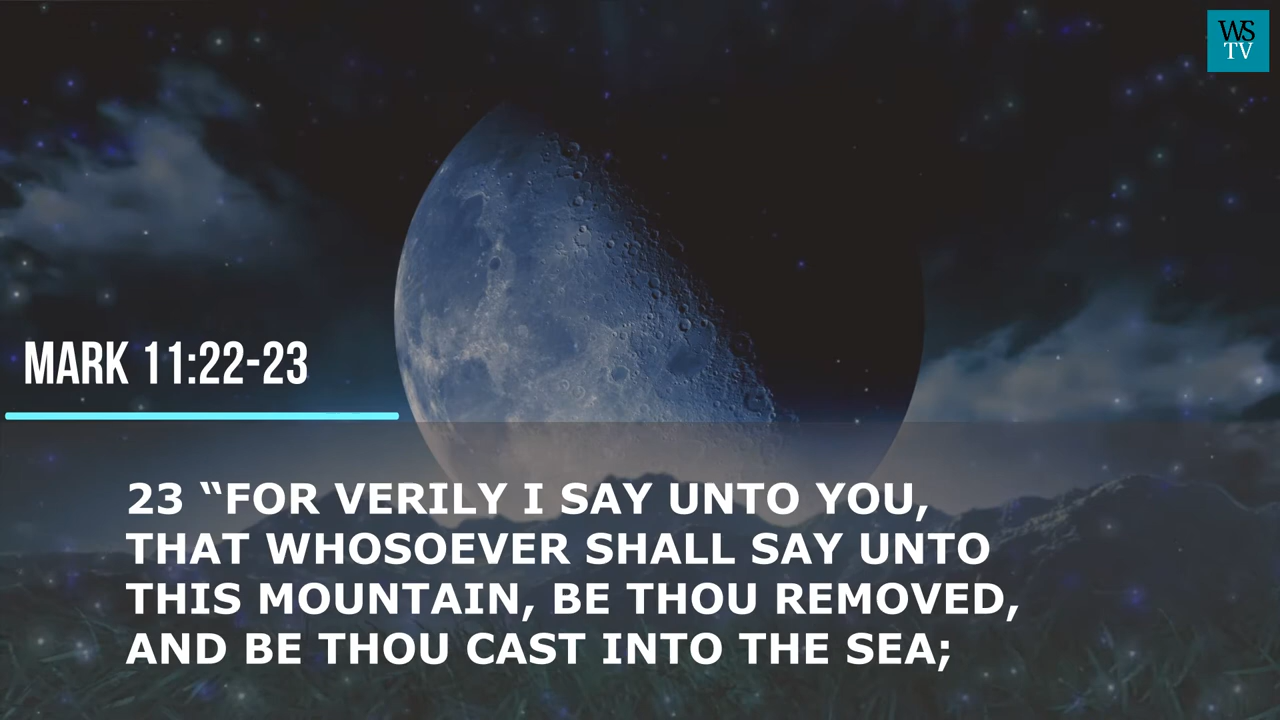 WS
TV
MARK 11:22-23
23 “FOR VERILY I SAY UNTO YOU,
THAT WHOSOEVER SHALL SAY UNTO
THIS MOUNTAIN, BE THOU REMOVED,
AND BE THOU CAST INTO THE SEA;